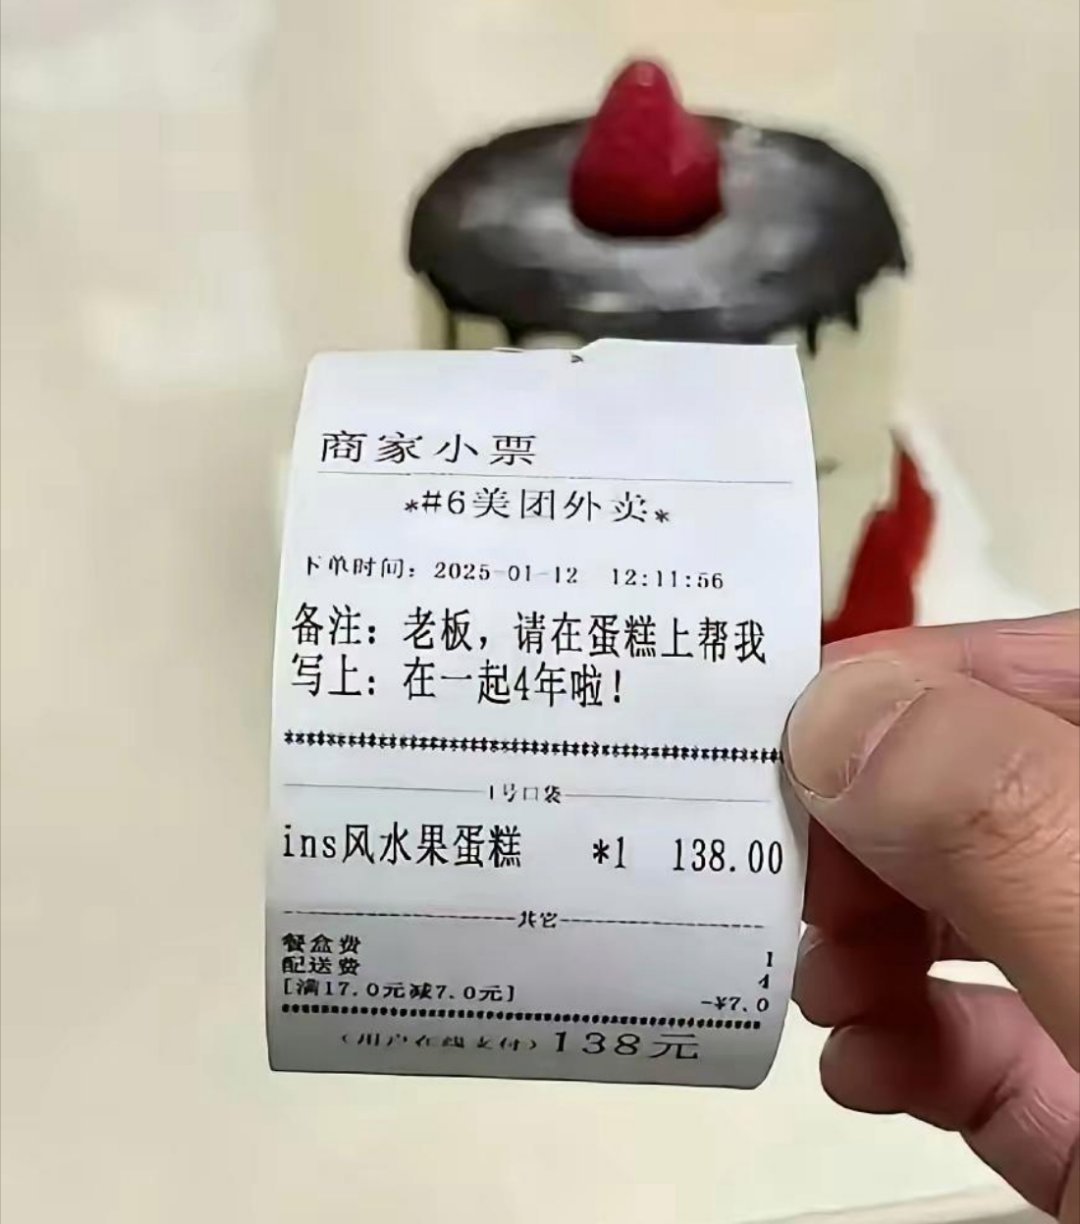 商家小票
*#6美团外卖*
下单时间：2025-01-12 12:11:56
备注：老板，请在蛋糕上帮我
写上：在一起4年啦！
***********************************************
1号口袋
ins风水果蛋糕 *1 138.00
其它
餐盒费 1
配送费 4
[满17.0元减7.0元] -¥7.0
（用户在线支付）138元